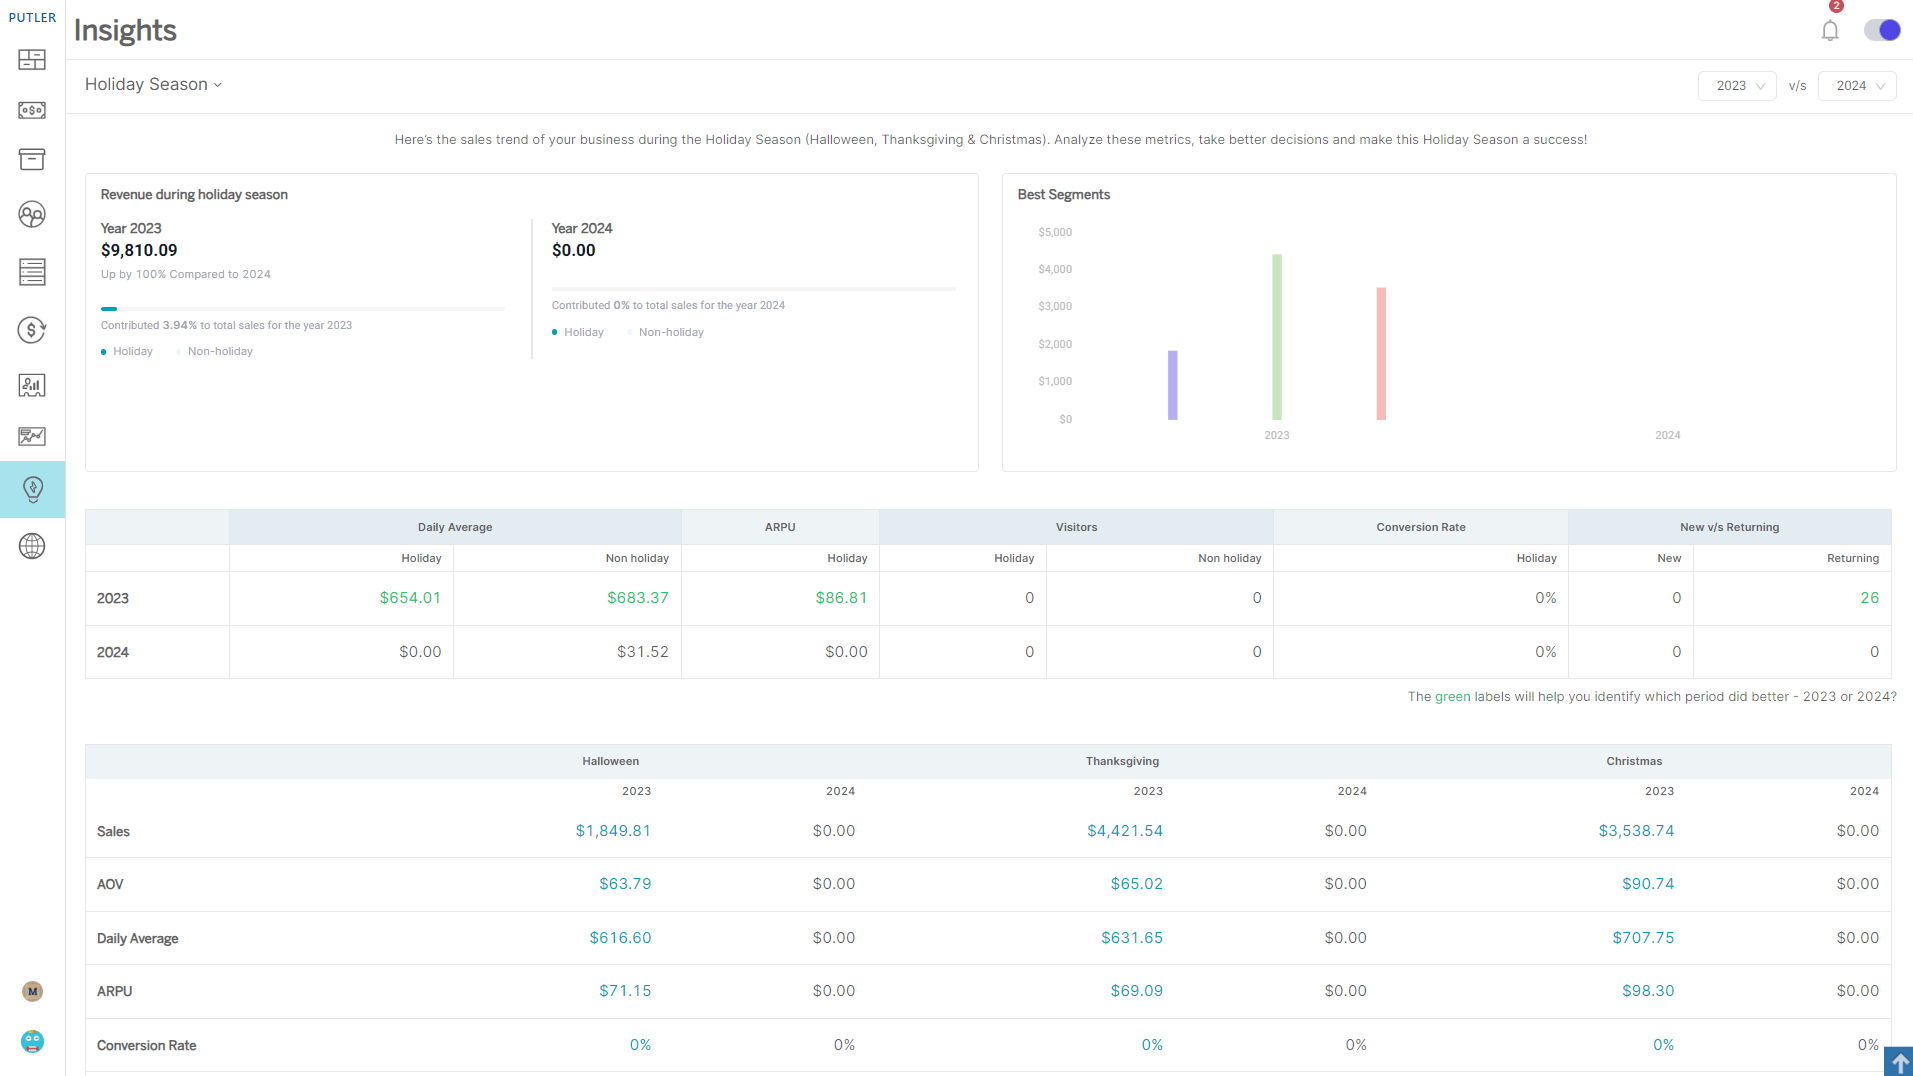 PUTLER
Insights
2
Holiday Season
2023 v/s 2024
Here's the sales trend of your business during the Holiday Season (Halloween, Thanksgiving & Christmas). Analyze these metrics, take better decisions and make this Holiday Season a success!
Revenue during holiday season
Year 2023
$9,810.09
Up by 100% Compared to 2024
Contributed 3.94% to total sales for the year 2023
Holiday Non-holiday
Year 2024
$0.00
Contributed 0% to total sales for the year 2024
Holiday Non-holiday
Best Segments
$5,000
$4,000
$3,000
$2,000
$1,000
$0
2023 2024
Daily Average ARPU Visitors Conversion Rate New v/s Returning
Holiday Non holiday Holiday Holiday Non holiday Holiday New Returning
2023 $654.01 $683.37 $86.81 0 0 0% 0 26
2024 $0.00 $31.52 $0.00 0 0 0% 0 0
The green labels will help you identify which period did better - 2023 or 2024?
Halloween Thanksgiving Christmas
2023 2024 2023 2024 2023 2024
Sales $1,849.81 $0.00 $4,421.54 $0.00 $3,538.74 $0.00
AOV $63.79 $0.00 $65.02 $0.00 $90.74 $0.00
Daily Average $616.60 $0.00 $631.65 $0.00 $707.75 $0.00
ARPU $71.15 $0.00 $69.09 $0.00 $98.30 $0.00
Conversion Rate 0% 0% 0% 0% 0% 0%
M